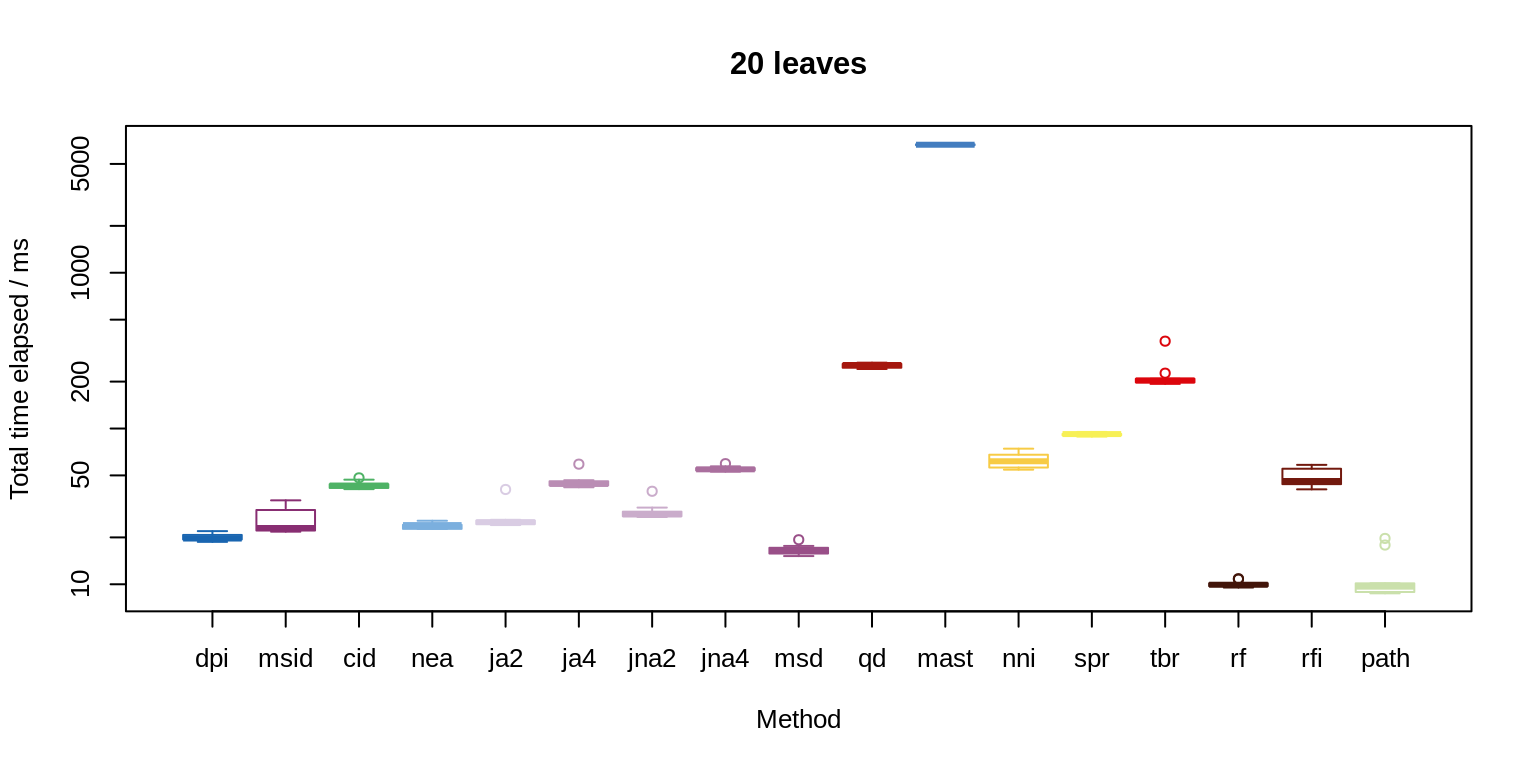 20 leaves
Total time elapsed / ms
5000
1000
200
50
10
dpi msid cid nea ja2 ja4 jna2 jna4 msd qd mast nni spr tbr rf rfi path
Method